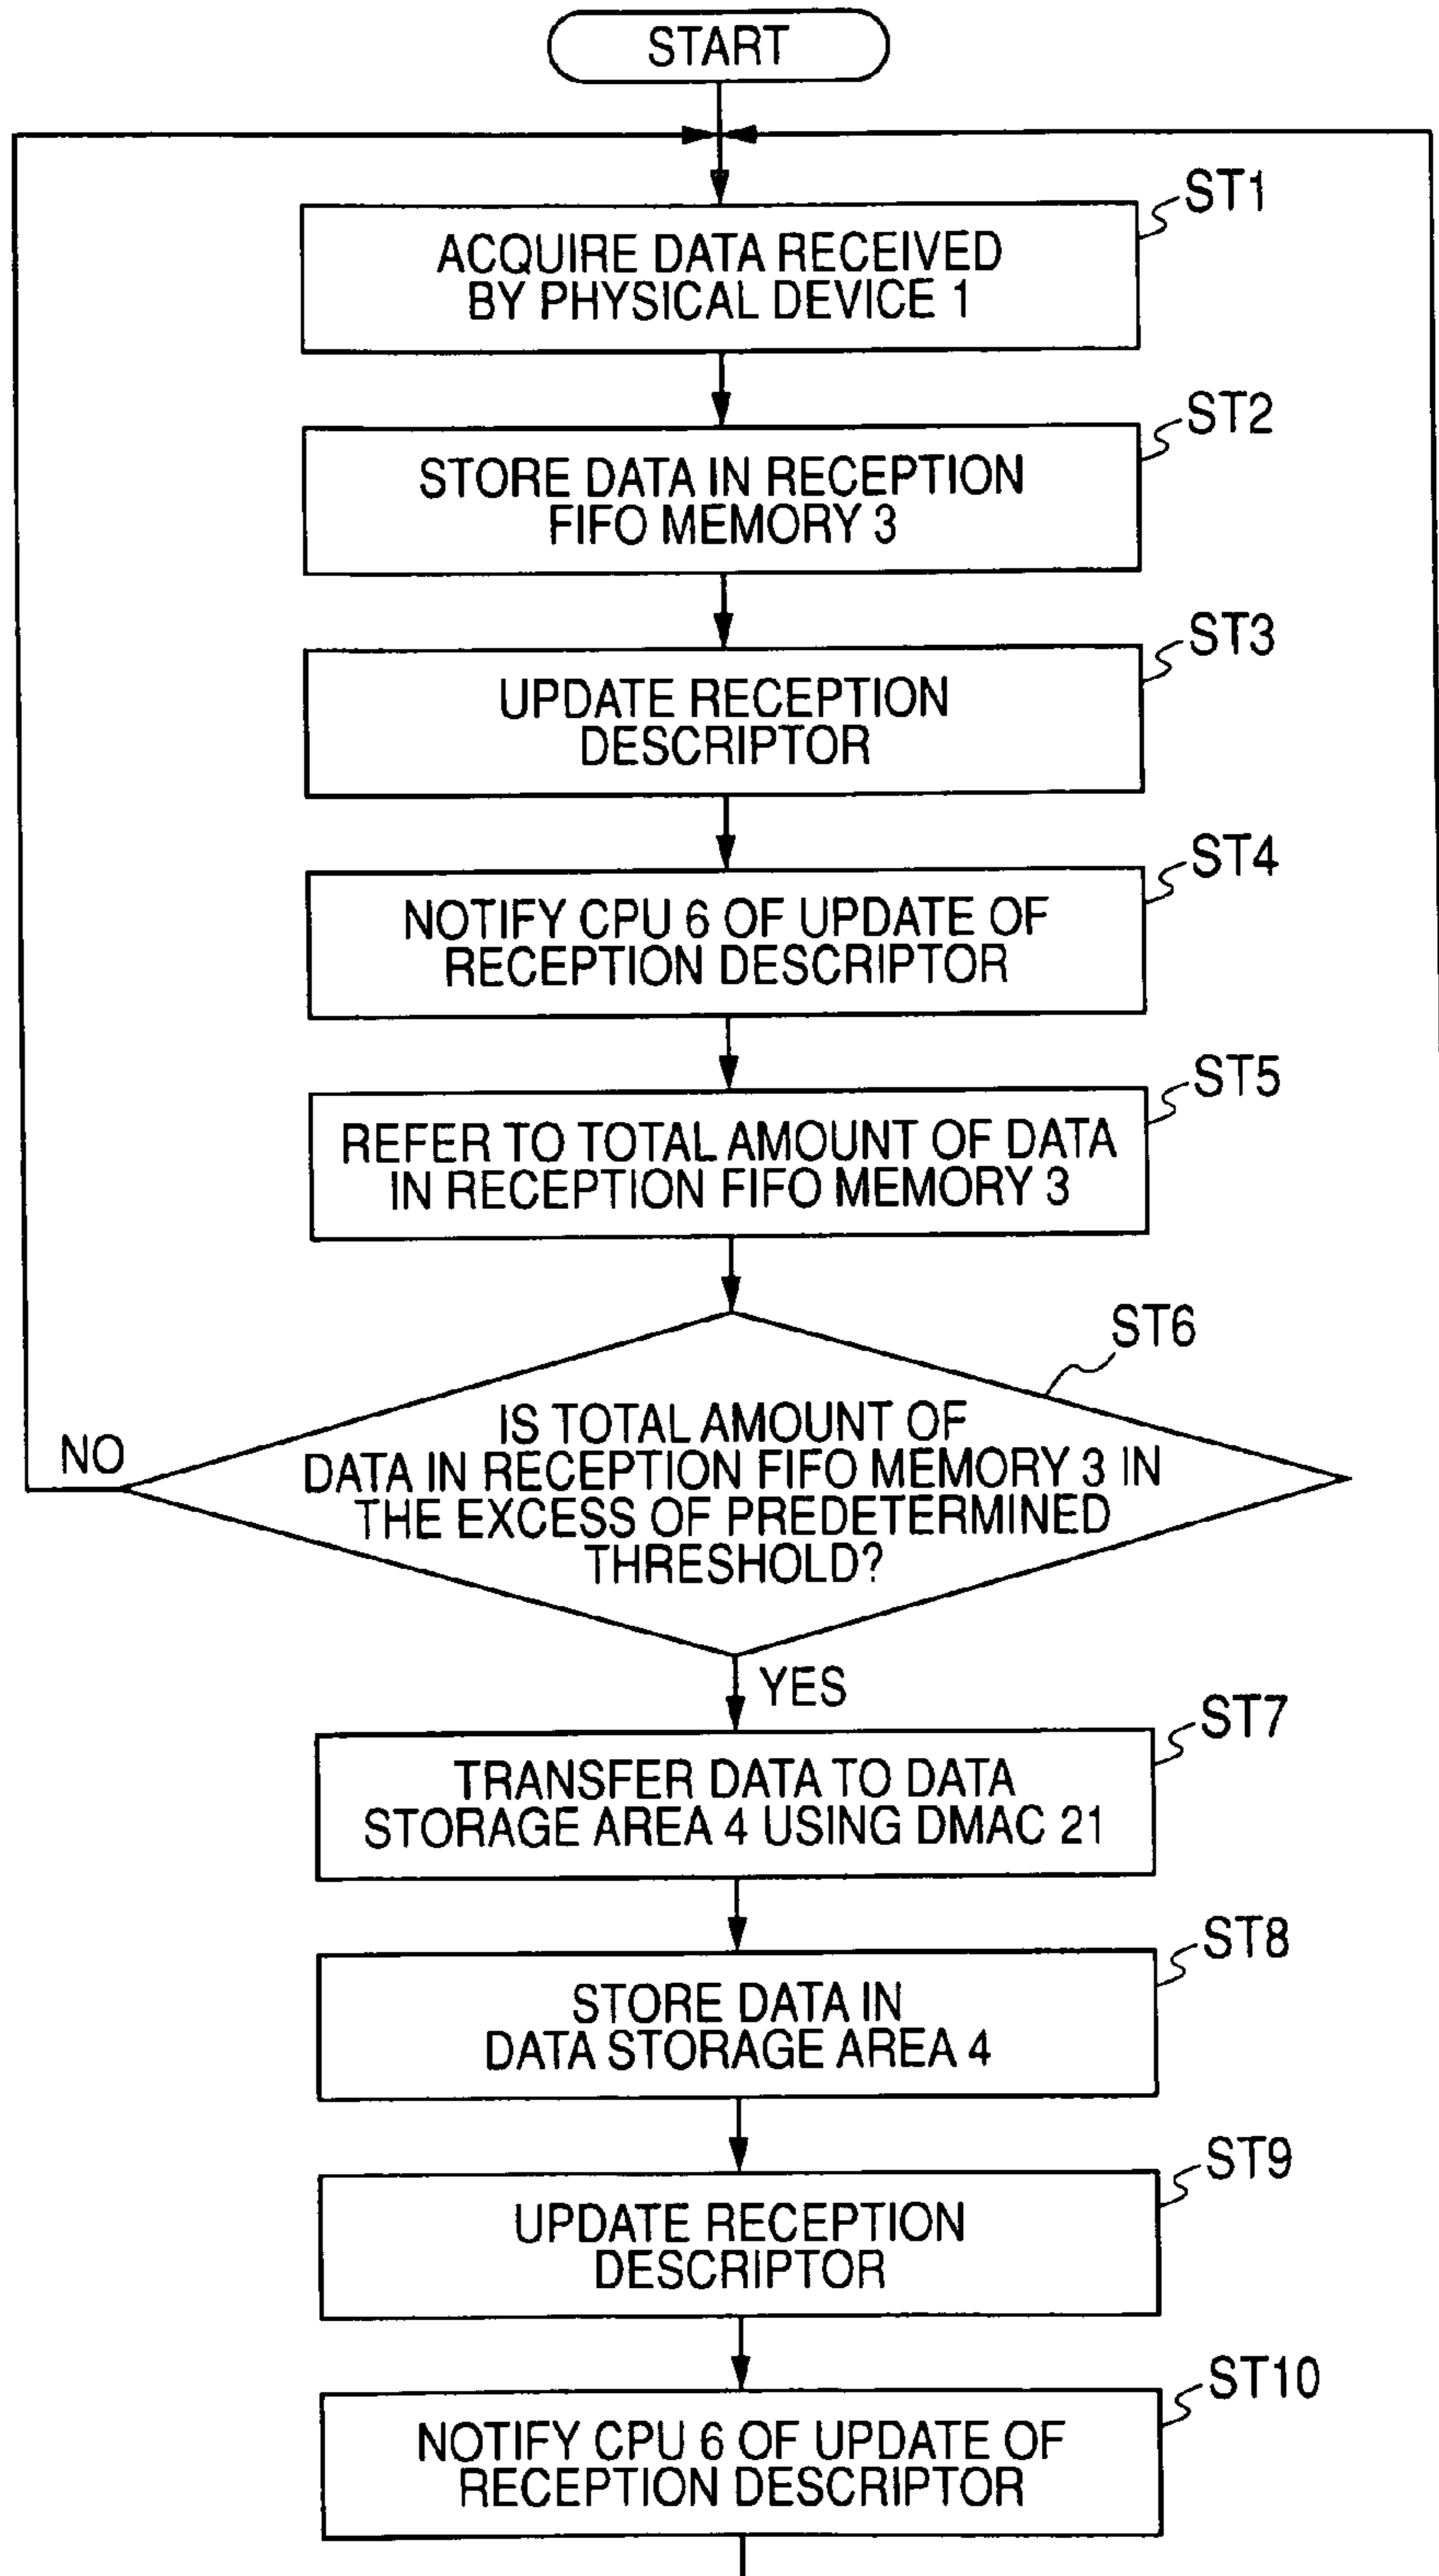 START
ST1
ACQUIRE DATA RECEIVED
BY PHYSICAL DEVICE 1
ST2
STORE DATA IN RECEPTION
FIFO MEMORY 3
ST3
UPDATE RECEPTION
DESCRIPTOR
ST4
NOTIFY CPU 6 OF UPDATE OF
RECEPTION DESCRIPTOR
ST5
REFER TO TOTAL AMOUNT OF DATA
IN RECEPTION FIFO MEMORY 3
ST6
IS TOTAL AMOUNT OF
DATA IN RECEPTION FIFO MEMORY 3 IN
THE EXCESS OF PREDETERMINED
THRESHOLD?
NO
YES
ST7
TRANSFER DATA TO DATA
STORAGE AREA 4 USING DMAC 21
ST8
STORE DATA IN
DATA STORAGE AREA 4
ST9
UPDATE RECEPTION
DESCRIPTOR
ST10
NOTIFY CPU 6 OF UPDATE OF
RECEPTION DESCRIPTOR